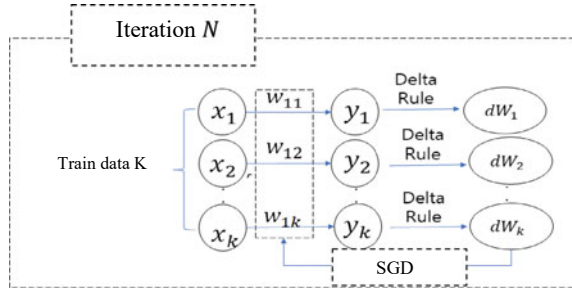 Iteration N
x₁ w₁₁ y₁ Delta Rule dW₁
Train data K
x₂ w₁₂ y₂ Delta Rule dW₂
xₖ w₁ₖ yₖ Delta Rule dWₖ
SGD